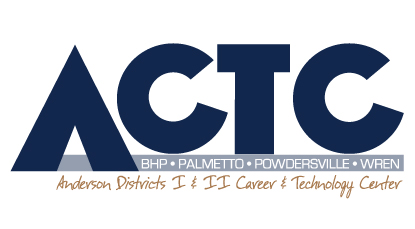 ACTC
BHP • PALMETTO • POWDERSVILLE • WREN
Anderson Districts I & II Career & Technology Center